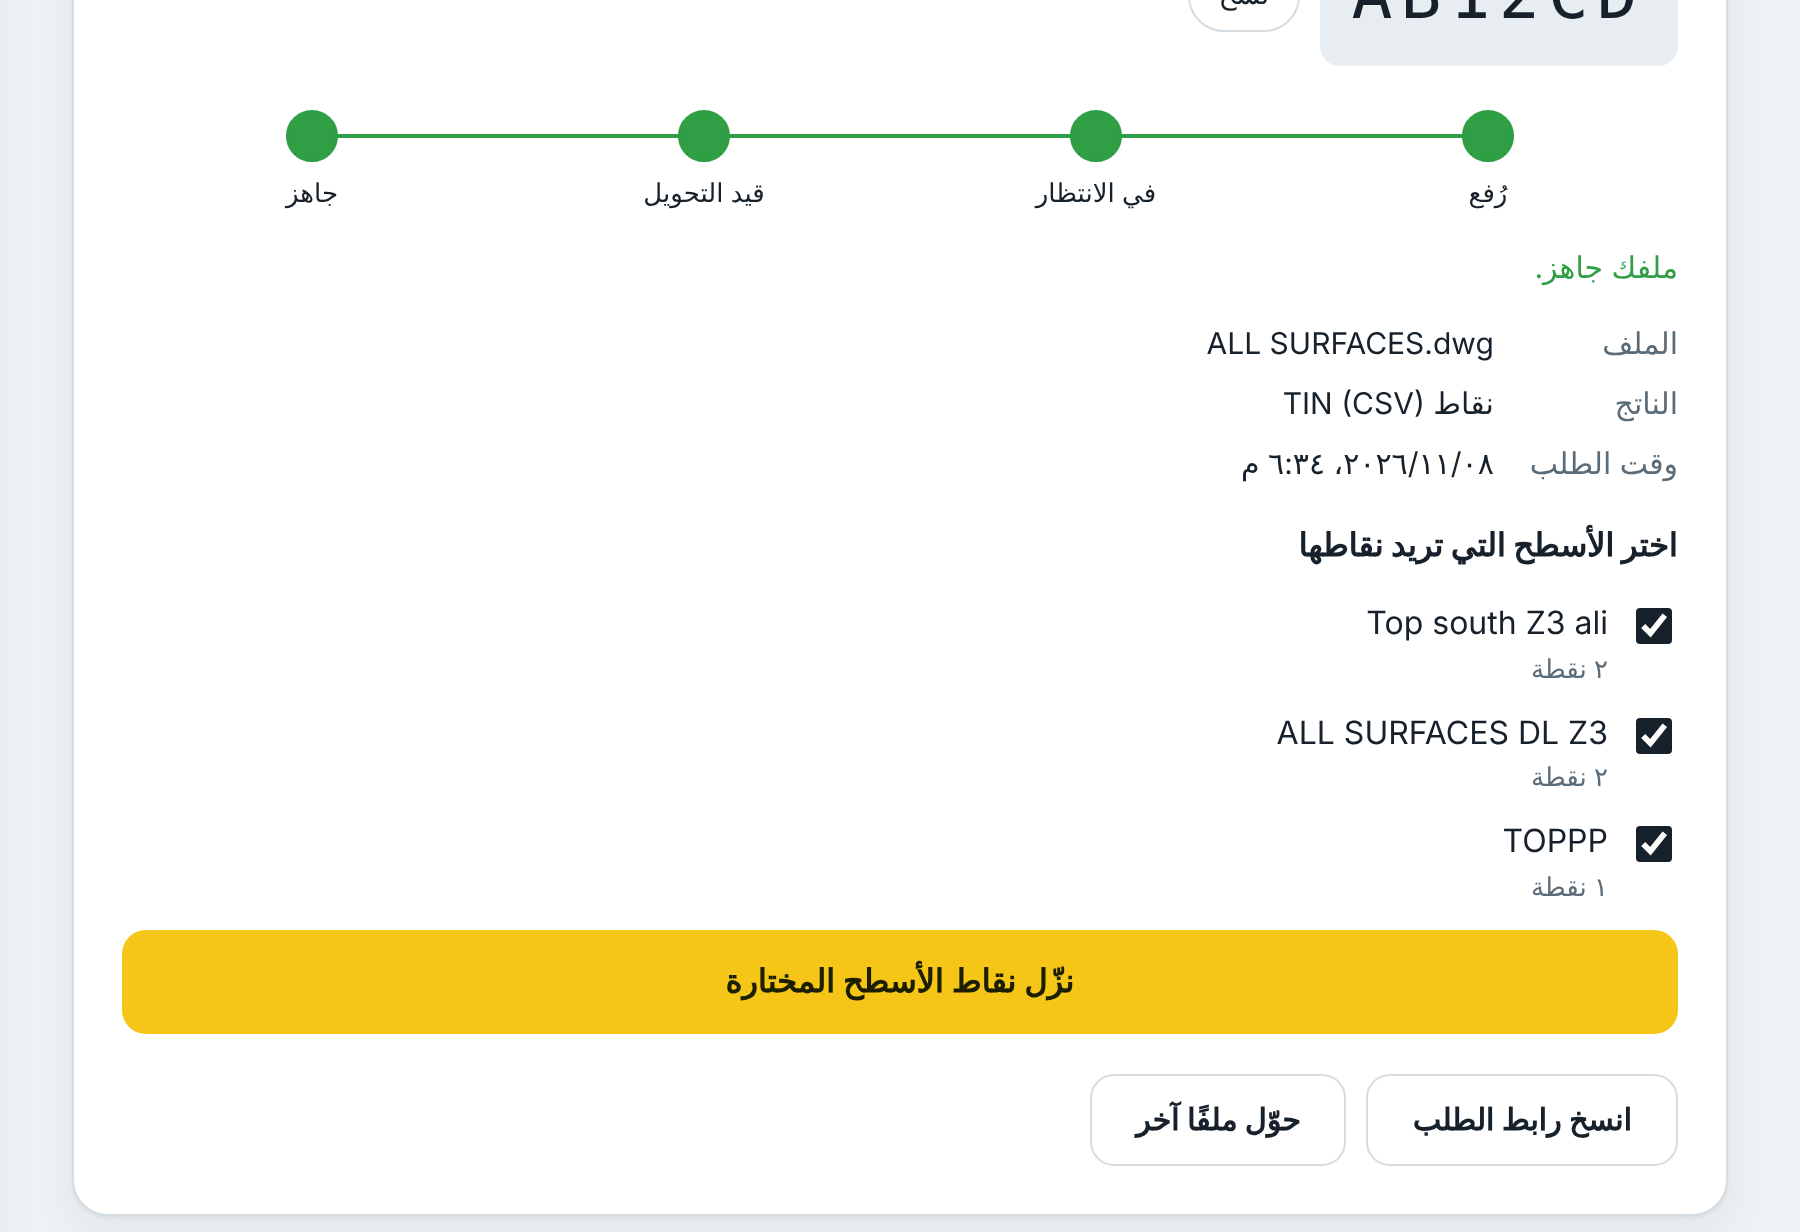 نسخ
AB12CD
رُفع
في الانتظار
قيد التحويل
جاهز
ملفك جاهز.
الملف ALL SURFACES.dwg
الناتج نقاط TIN (CSV)
وقت الطلب ٢٠٢٦/١١/٠٨، ٦:٣٤ م
اختر الأسطح التي تريد نقاطها
Top south Z3 ali
٢ نقطة
ALL SURFACES DL Z3
٢ نقطة
TOPPP
١ نقطة
نزّل نقاط الأسطح المختارة
انسخ رابط الطلب
حوّل ملفًا آخر